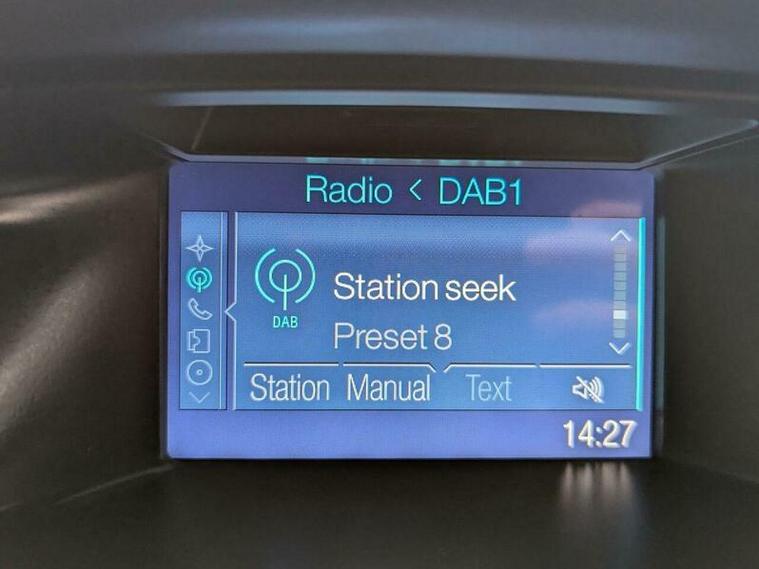 Radio < DAB1
DAB
Station seek
Preset 8
Station Manual Text
14:27